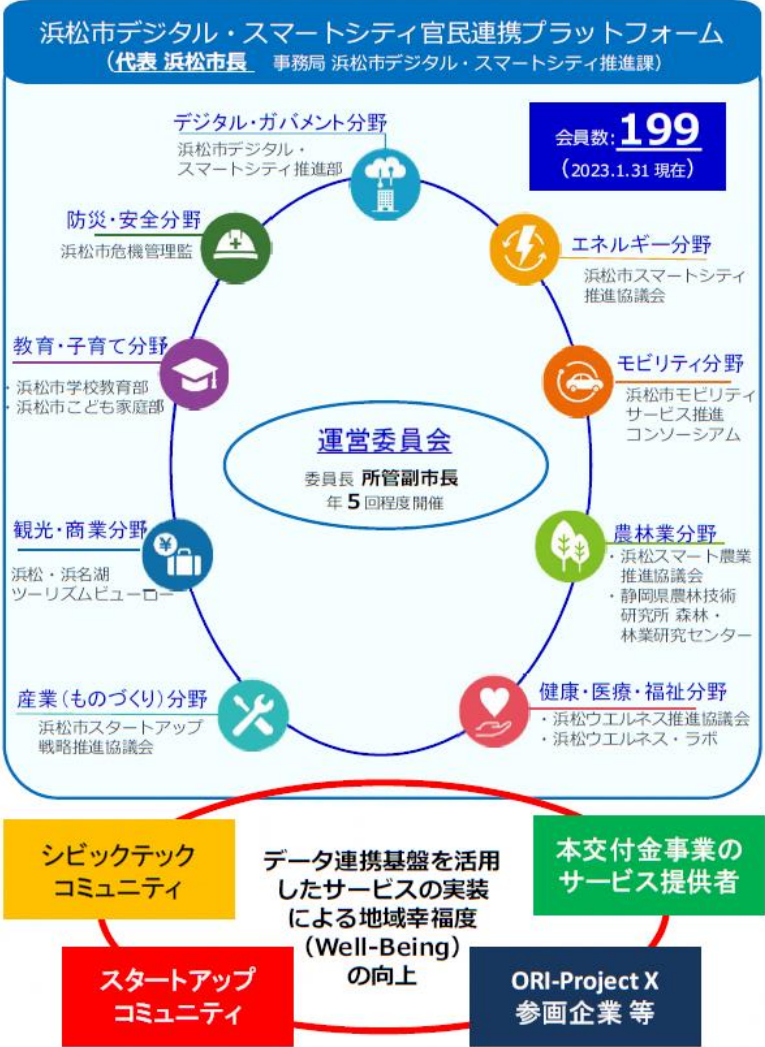 浜松市デジタル・スマートシティ官民連携プラットフォーム
（代表 浜松市長　事務局 浜松市デジタル・スマートシティ推進課）
会員数：199
（2023.1.31 現在）
デジタル・ガバメント分野
浜松市デジタル・
スマートシティ推進部
防災・安全分野
浜松市危機管理監
エネルギー分野
浜松市スマートシティ
推進協議会
教育・子育て分野
・浜松市学校教育部
・浜松市こども家庭部
モビリティ分野
浜松市モビリティ
サービス推進
コンソーシアム
運営委員会
委員長 所管副市長
年 5 回程度開催
観光・商業分野
浜松・浜名湖
ツーリズムビューロー
農林業分野
・浜松スマート農業
推進協議会
・静岡県農林技術
研究所 森林・
林業研究センター
産業（ものづくり）分野
浜松市スタートアップ
戦略推進協議会
健康・医療・福祉分野
・浜松ウエルネス推進協議会
・浜松ウエルネス・ラボ
シビックテック
コミュニティ
データ連携基盤を活用
したサービスの実装
による地域幸福度
（Well-Being）
の向上
本交付金事業の
サービス提供者
スタートアップ
コミュニティ
ORI-Project X
参画企業 等